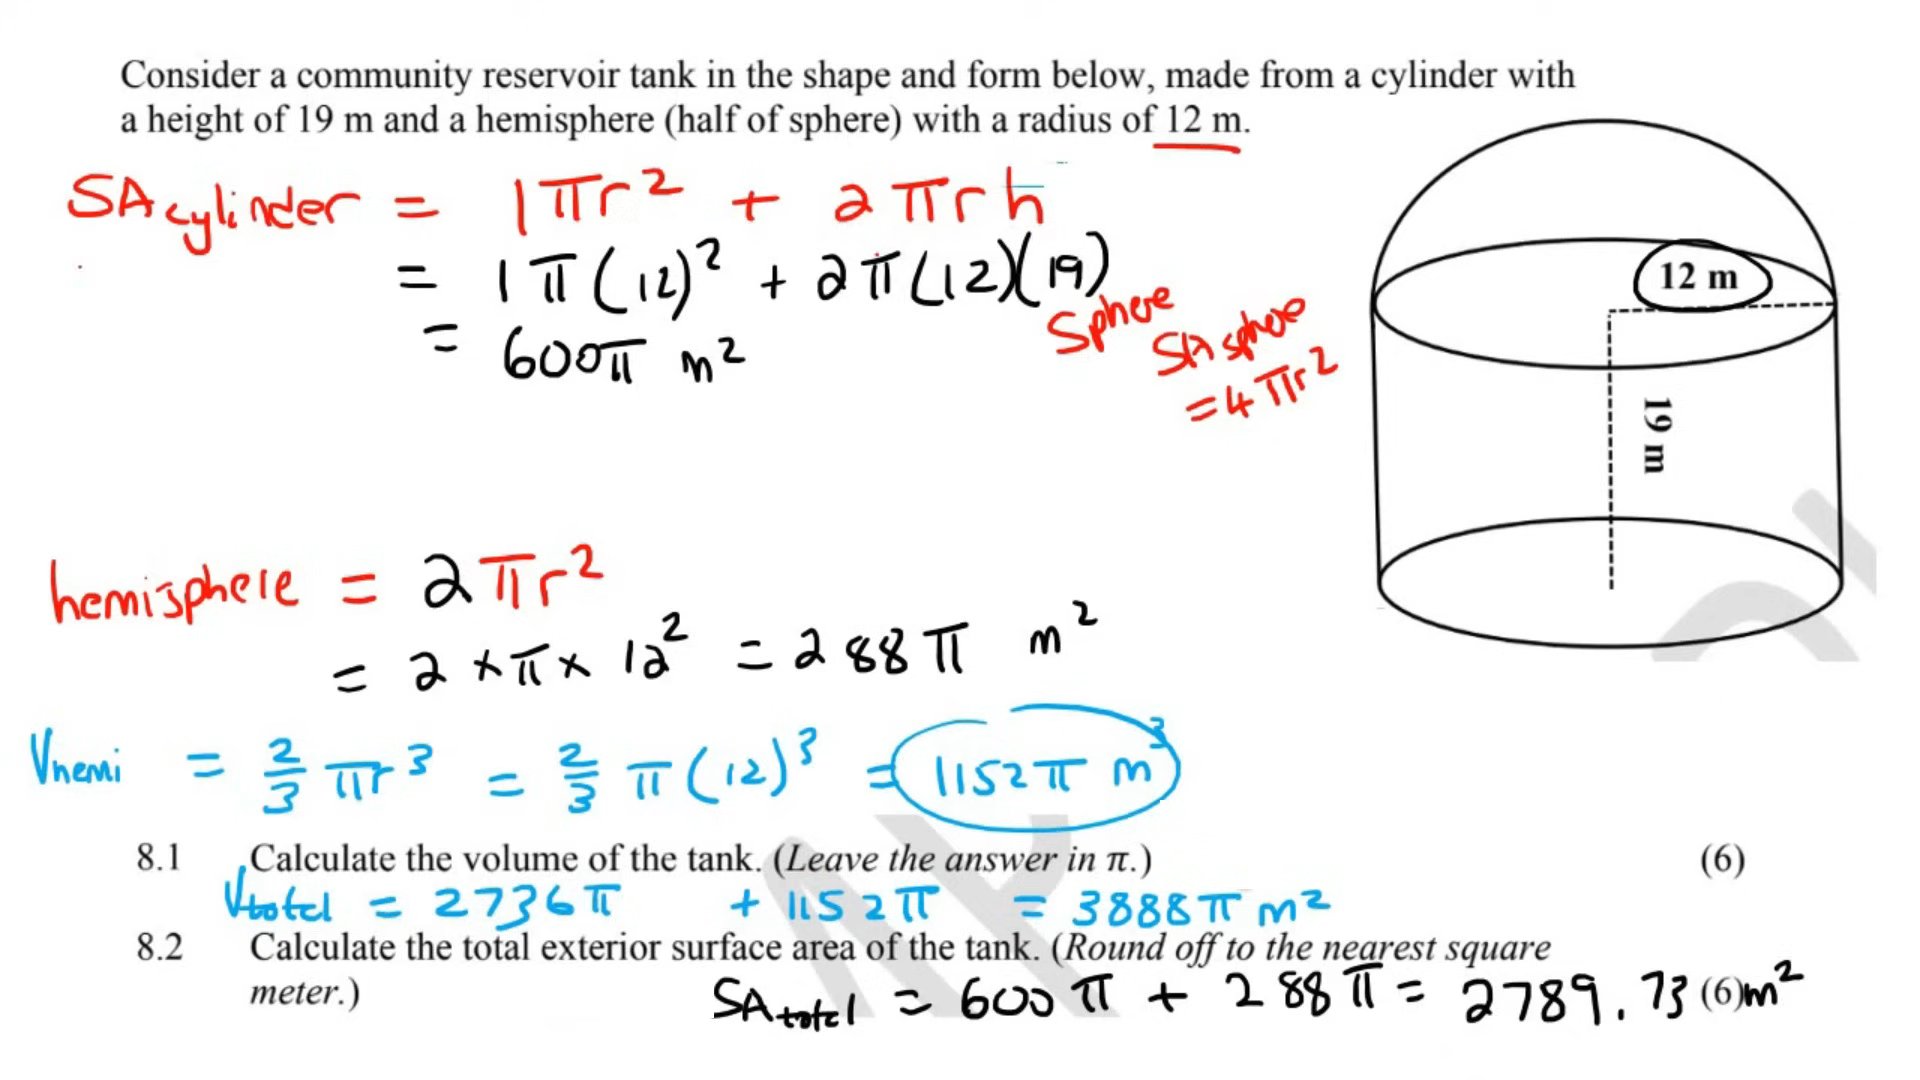 Consider a community reservoir tank in the shape and form below, made from a cylinder with
a height of 19 m and a hemisphere (half of sphere) with a radius of 12 m.
SA cylinder = 1πr² + 2πrh
= 1π(12)² + 2π(12)(19)
= 600π m²
Sphere
SA sphere
= 4πr²
12 m
19 m
hemisphere = 2πr²
= 2 × π × 12² = 288π m²
Vhemi = 2/3 πr³ = 2/3 π(12)³ = 1152π m³
8.1 Calculate the volume of the tank. (Leave the answer in π.) (6)
Vtotal = 2736π + 1152π = 3888π m²
8.2 Calculate the total exterior surface area of the tank. (Round off to the nearest square
meter.) (6)
SAtotal = 600π + 288π = 2789.73 m²